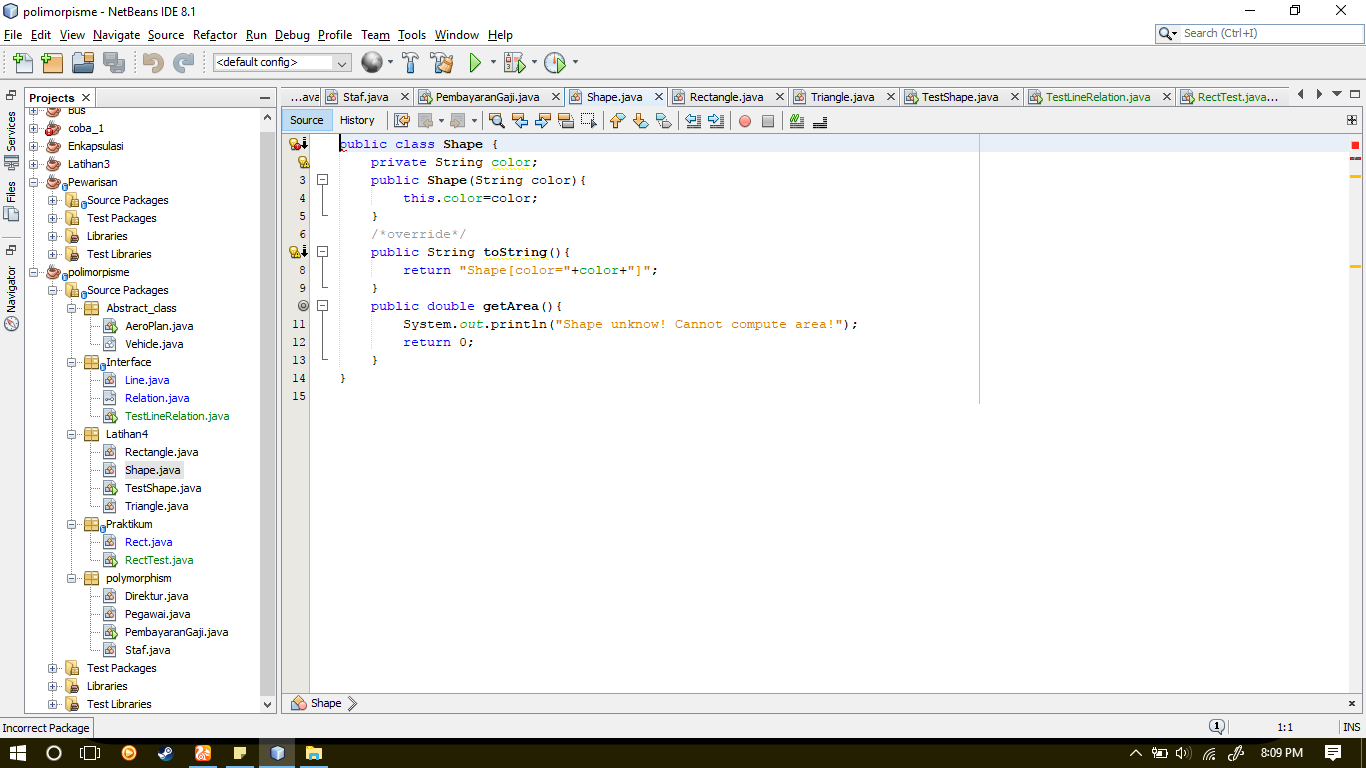 polimorpisme - NetBeans IDE 8.1
File Edit View Navigate Source Refactor Run Debug Profile Team Tools Window Help
Search (Ctrl+I)
<default config>
Services
Files
Navigator
Projects
Bus
coba_1
Enkapsulasi
Latihan3
Pewarisan
Source Packages
Test Packages
Libraries
Test Libraries
polimorpisme
Source Packages
Abstract_class
AeroPlan.java
Vehicle.java
Interface
Line.java
Relation.java
TestLineRelation.java
Latihan4
Rectangle.java
Shape.java
TestShape.java
Triangle.java
Praktikum
Rect.java
RectTest.java
polymorphism
Direktur.java
Pegawai.java
PembayaranGaji.java
Staf.java
Test Packages
Libraries
Test Libraries
...ava Staf.java PembayaranGaji.java Shape.java Rectangle.java Triangle.java TestShape.java TestLineRelation.java RectTest.java...
Source History
public class Shape {
private String color;
3 public Shape(String color){
4 this.color=color;
5 }
6 /*override*/
public String toString(){
8 return "Shape[color="+color+"]";
9 }
public double getArea(){
11 System.out.println("Shape unknow! Cannot compute area!");
12 return 0;
13 }
14 }
15
Shape
Incorrect Package
1 1:1 INS
8:09 PM